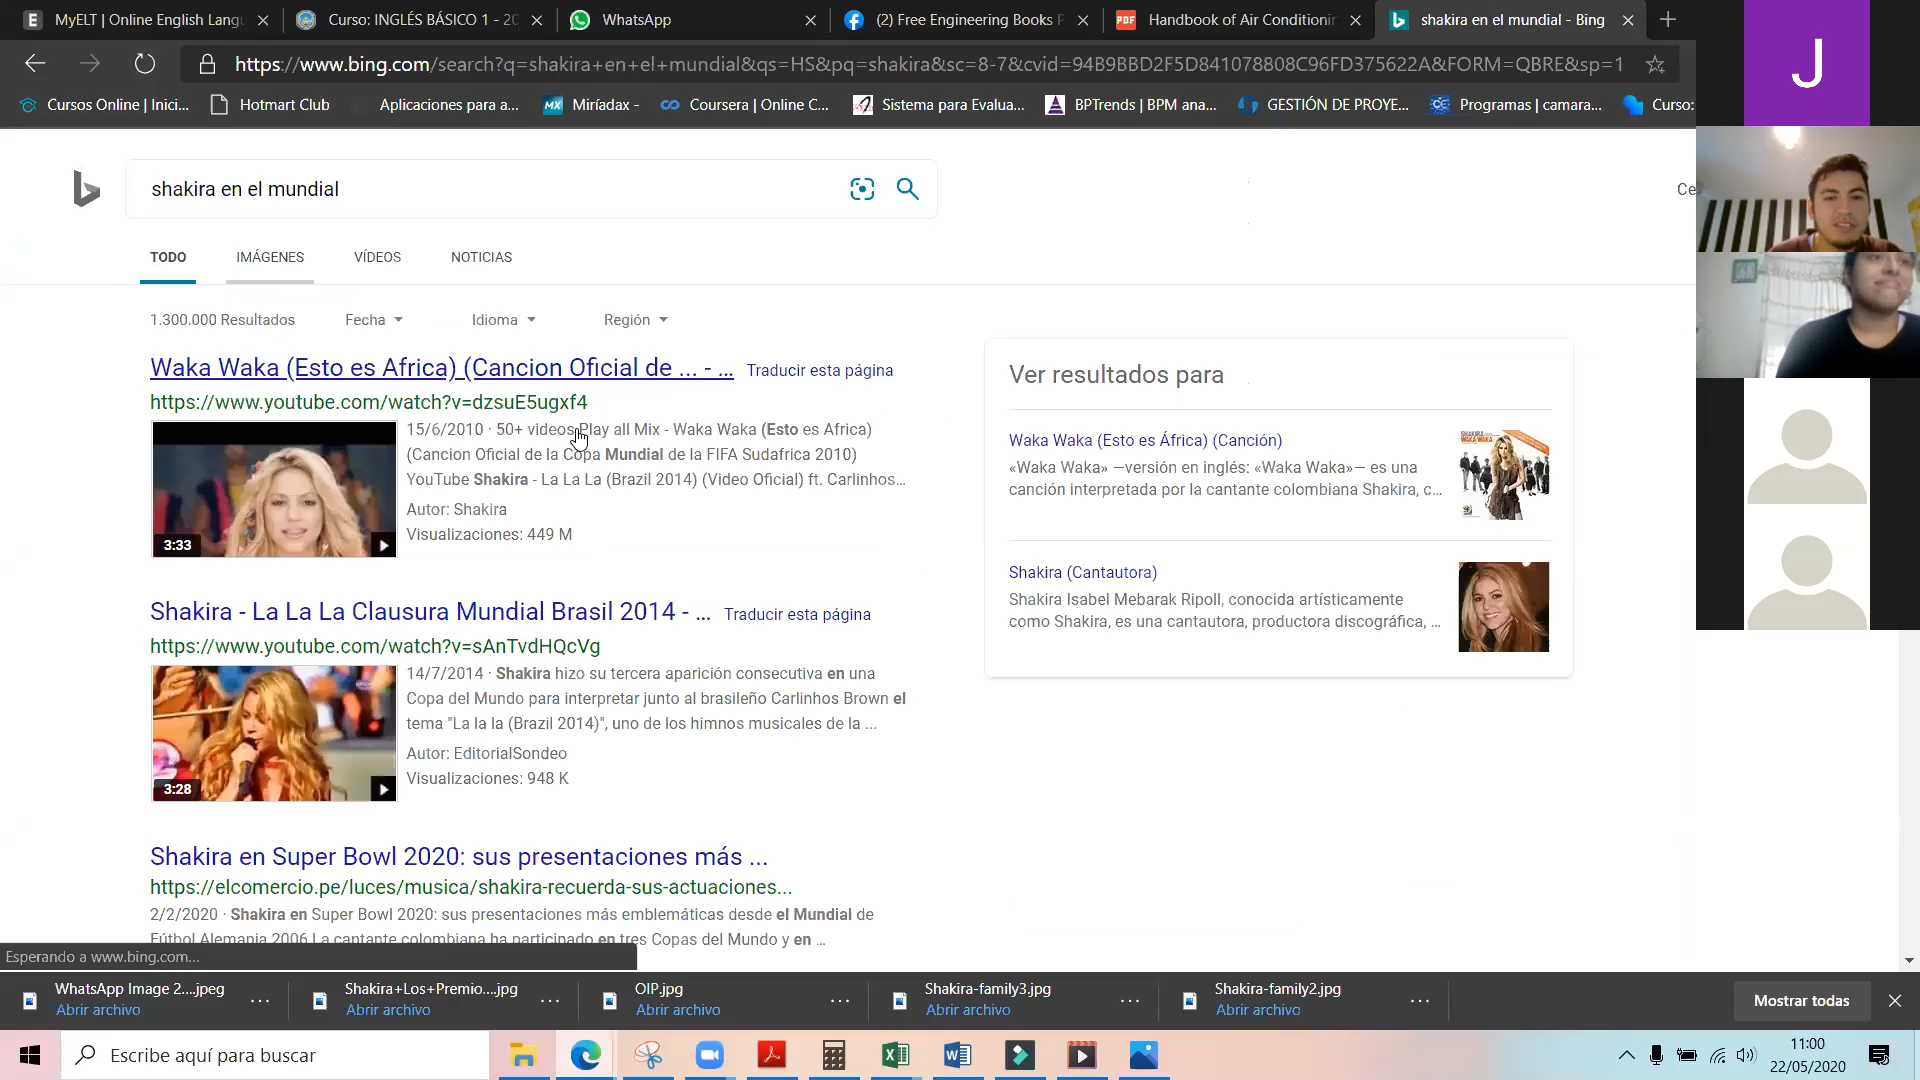 MyELT | Online English Langu
Curso: INGLÉS BÁSICO 1 - 20
WhatsApp
(2) Free Engineering Books P
Handbook of Air Conditionin
shakira en el mundial - Bing
https://www.bing.com/search?q=shakira+en+el+mundial&qs=HS&pq=shakira&sc=8-7&cvid=94B9BBD2F5D841078808C96FD375622A&FORM=QBRE&sp=1
Cursos Online | Inici...
Hotmart Club
Aplicaciones para a...
Miríadax -
Coursera | Online C...
Sistema para Evalua...
BPTrends | BPM ana...
GESTIÓN DE PROYE...
Programas | camara...
Curso:
J
shakira en el mundial
Ce
TODO
IMÁGENES
VÍDEOS
NOTICIAS
1.300.000 Resultados
Fecha
Idioma
Región
Waka Waka (Esto es Africa) (Cancion Oficial de ... - ...
Traducir esta página
https://www.youtube.com/watch?v=dzsuE5ugxf4
15/6/2010 · 50+ videos Play all Mix - Waka Waka (Esto es Africa)
(Cancion Oficial de la Copa Mundial de la FIFA Sudafrica 2010)
YouTube Shakira - La La La (Brazil 2014) (Video Oficial) ft. Carlinhos...
Autor: Shakira
Visualizaciones: 449 M
3:33
Shakira - La La La Clausura Mundial Brasil 2014 - ...
Traducir esta página
https://www.youtube.com/watch?v=sAnTvdHQcVg
14/7/2014 · Shakira hizo su tercera aparición consecutiva en una
Copa del Mundo para interpretar junto al brasileño Carlinhos Brown el
tema "La la la (Brazil 2014)", uno de los himnos musicales de la ...
Autor: EditorialSondeo
Visualizaciones: 948 K
3:28
Shakira en Super Bowl 2020: sus presentaciones más ...
https://elcomercio.pe/luces/musica/shakira-recuerda-sus-actuaciones...
2/2/2020 · Shakira en Super Bowl 2020: sus presentaciones más emblemáticas desde el Mundial de
Fútbol Alemania 2006 La cantante colombiana ha participado en tres Copas del Mundo y en ...
Ver resultados para
Waka Waka (Esto es África) (Canción)
«Waka Waka» —versión en inglés: «Waka Waka»— es una
canción interpretada por la cantante colombiana Shakira, c...
Shakira (Cantautora)
Shakira Isabel Mebarak Ripoll, conocida artísticamente
como Shakira, es una cantautora, productora discográfica, ...
Esperando a www.bing.com...
WhatsApp Image 2....jpeg
Abrir archivo
Shakira+Los+Premio....jpg
Abrir archivo
OIP.jpg
Abrir archivo
Shakira-family3.jpg
Abrir archivo
Shakira-family2.jpg
Abrir archivo
Mostrar todas
Escribe aquí para buscar
11:00
22/05/2020